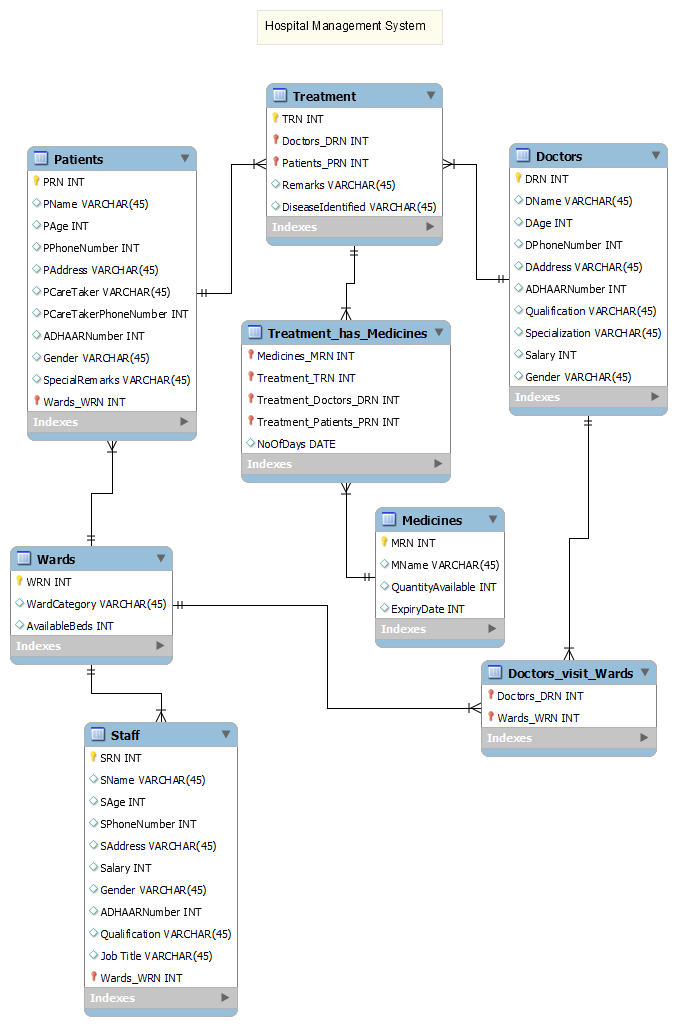 Hospital Management System
Treatment
TRN INT
Doctors_DRN INT
Patients_PRN INT
Remarks VARCHAR(45)
DiseaseIdentified VARCHAR(45)
Indexes
Patients
PRN INT
PName VARCHAR(45)
PAge INT
PPhoneNumber INT
PAddress VARCHAR(45)
PCareTaker VARCHAR(45)
PCareTakerPhoneNumber INT
ADHAARNumber INT
Gender VARCHAR(45)
SpecialRemarks VARCHAR(45)
Wards_WRN INT
Indexes
Doctors
DRN INT
DName VARCHAR(45)
DAge INT
DPhoneNumber INT
DAddress VARCHAR(45)
ADHAARNumber INT
Qualification VARCHAR(45)
Specialization VARCHAR(45)
Salary INT
Gender VARCHAR(45)
Indexes
Treatment_has_Medicines
Medicines_MRN INT
Treatment_TRN INT
Treatment_Doctors_DRN INT
Treatment_Patients_PRN INT
NoOfDays DATE
Indexes
Medicines
MRN INT
MName VARCHAR(45)
QuantityAvailable INT
ExpiryDate INT
Indexes
Wards
WRN INT
WardCategory VARCHAR(45)
AvailableBeds INT
Indexes
Doctors_visit_Wards
Doctors_DRN INT
Wards_WRN INT
Indexes
Staff
SRN INT
SName VARCHAR(45)
SAge INT
SPhoneNumber INT
SAddress VARCHAR(45)
Salary INT
Gender VARCHAR(45)
ADHAARNumber INT
Qualification VARCHAR(45)
Job Title VARCHAR(45)
Wards_WRN INT
Indexes